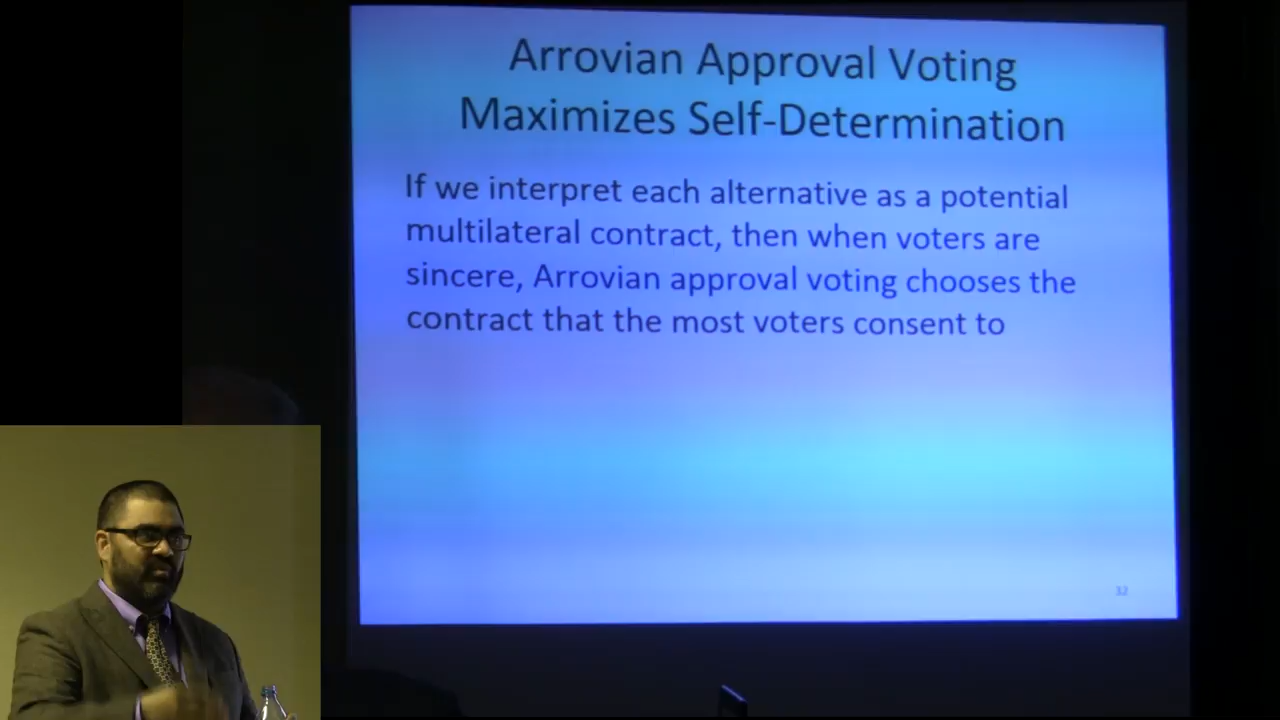 Arrovian Approval Voting
Maximizes Self-Determination
If we interpret each alternative as a potential
multilateral contract, then when voters are
sincere, Arrovian approval voting chooses the
contract that the most voters consent to
32